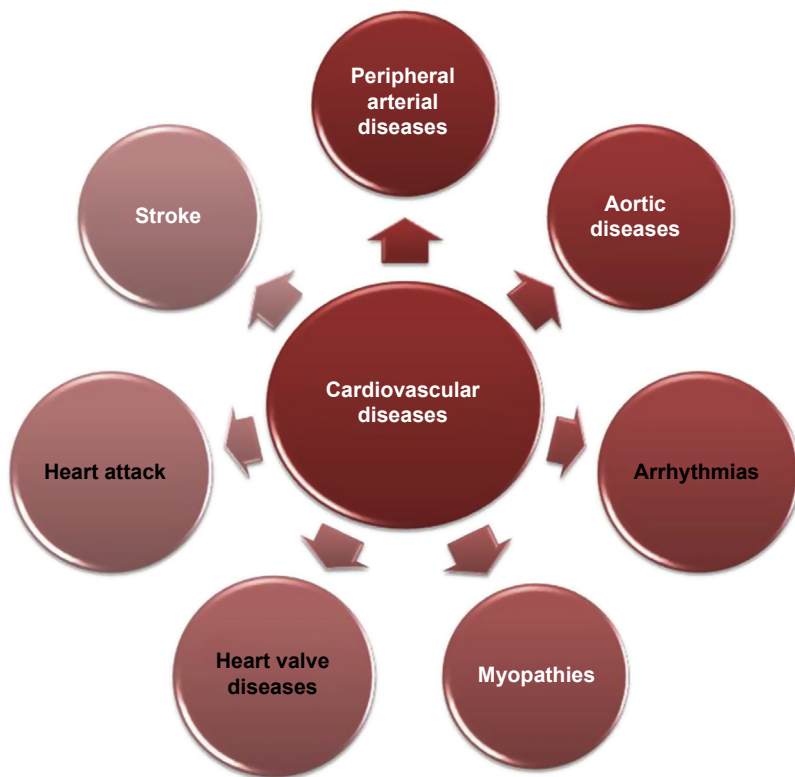 Peripheral
arterial
diseases
Aortic
diseases
Arrhythmias
Myopathies
Heart valve
diseases
Heart attack
Stroke
Cardiovascular
diseases